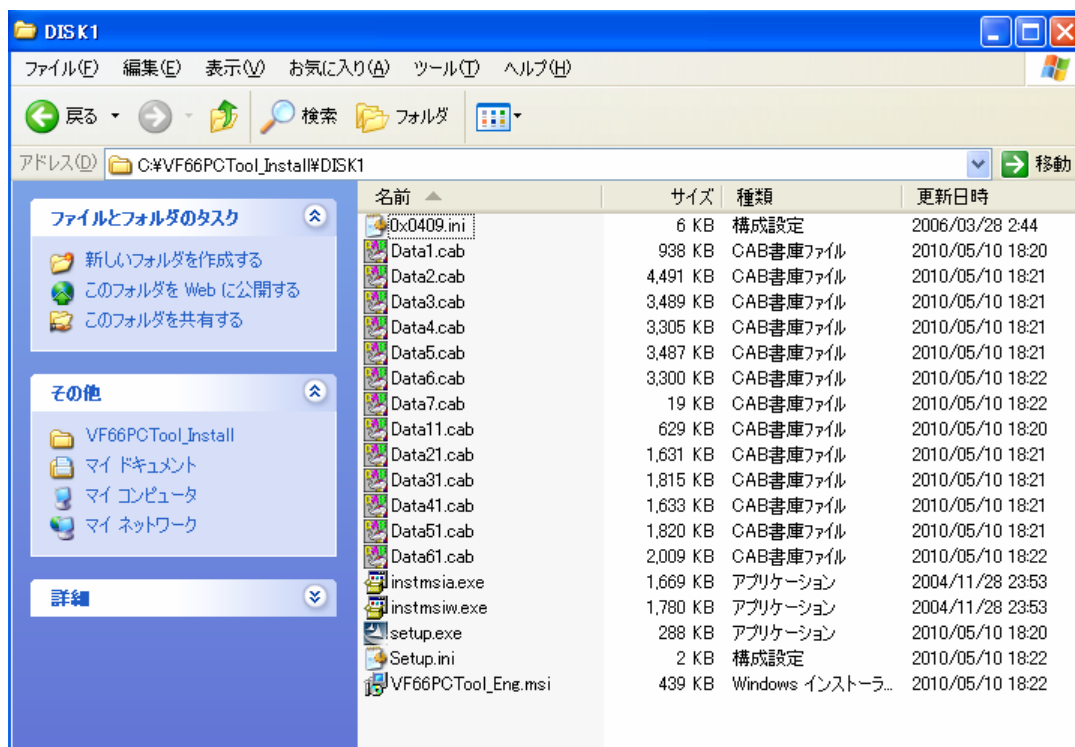 DISK1
ファイル(F) 編集(E) 表示(V) お気に入り(A) ツール(T) ヘルプ(H)
戻る 検索 フォルダ
アドレス(D) C:¥VF66PCTool_Install¥DISK1 移動
ファイルとフォルダのタスク
新しいフォルダを作成する
このフォルダを Web に公開する
このフォルダを共有する
その他
VF66PCTool_Install
マイ ドキュメント
マイ コンピュータ
マイ ネットワーク
詳細
名前 サイズ 種類 更新日時
0x0409.ini 6 KB 構成設定 2006/03/28 2:44
Data1.cab 938 KB CAB書庫ファイル 2010/05/10 18:20
Data2.cab 4,491 KB CAB書庫ファイル 2010/05/10 18:21
Data3.cab 3,489 KB CAB書庫ファイル 2010/05/10 18:21
Data4.cab 3,305 KB CAB書庫ファイル 2010/05/10 18:21
Data5.cab 3,487 KB CAB書庫ファイル 2010/05/10 18:21
Data6.cab 3,300 KB CAB書庫ファイル 2010/05/10 18:22
Data7.cab 19 KB CAB書庫ファイル 2010/05/10 18:22
Data11.cab 629 KB CAB書庫ファイル 2010/05/10 18:20
Data21.cab 1,631 KB CAB書庫ファイル 2010/05/10 18:21
Data31.cab 1,815 KB CAB書庫ファイル 2010/05/10 18:21
Data41.cab 1,633 KB CAB書庫ファイル 2010/05/10 18:21
Data51.cab 1,820 KB CAB書庫ファイル 2010/05/10 18:21
Data61.cab 2,009 KB CAB書庫ファイル 2010/05/10 18:22
instmsia.exe 1,669 KB アプリケーション 2004/11/28 23:53
instmsiw.exe 1,780 KB アプリケーション 2004/11/28 23:53
setup.exe 288 KB アプリケーション 2010/05/10 18:20
Setup.ini 2 KB 構成設定 2010/05/10 18:22
VF66PCTool_Eng.msi 439 KB Windows インストーラ... 2010/05/10 18:22